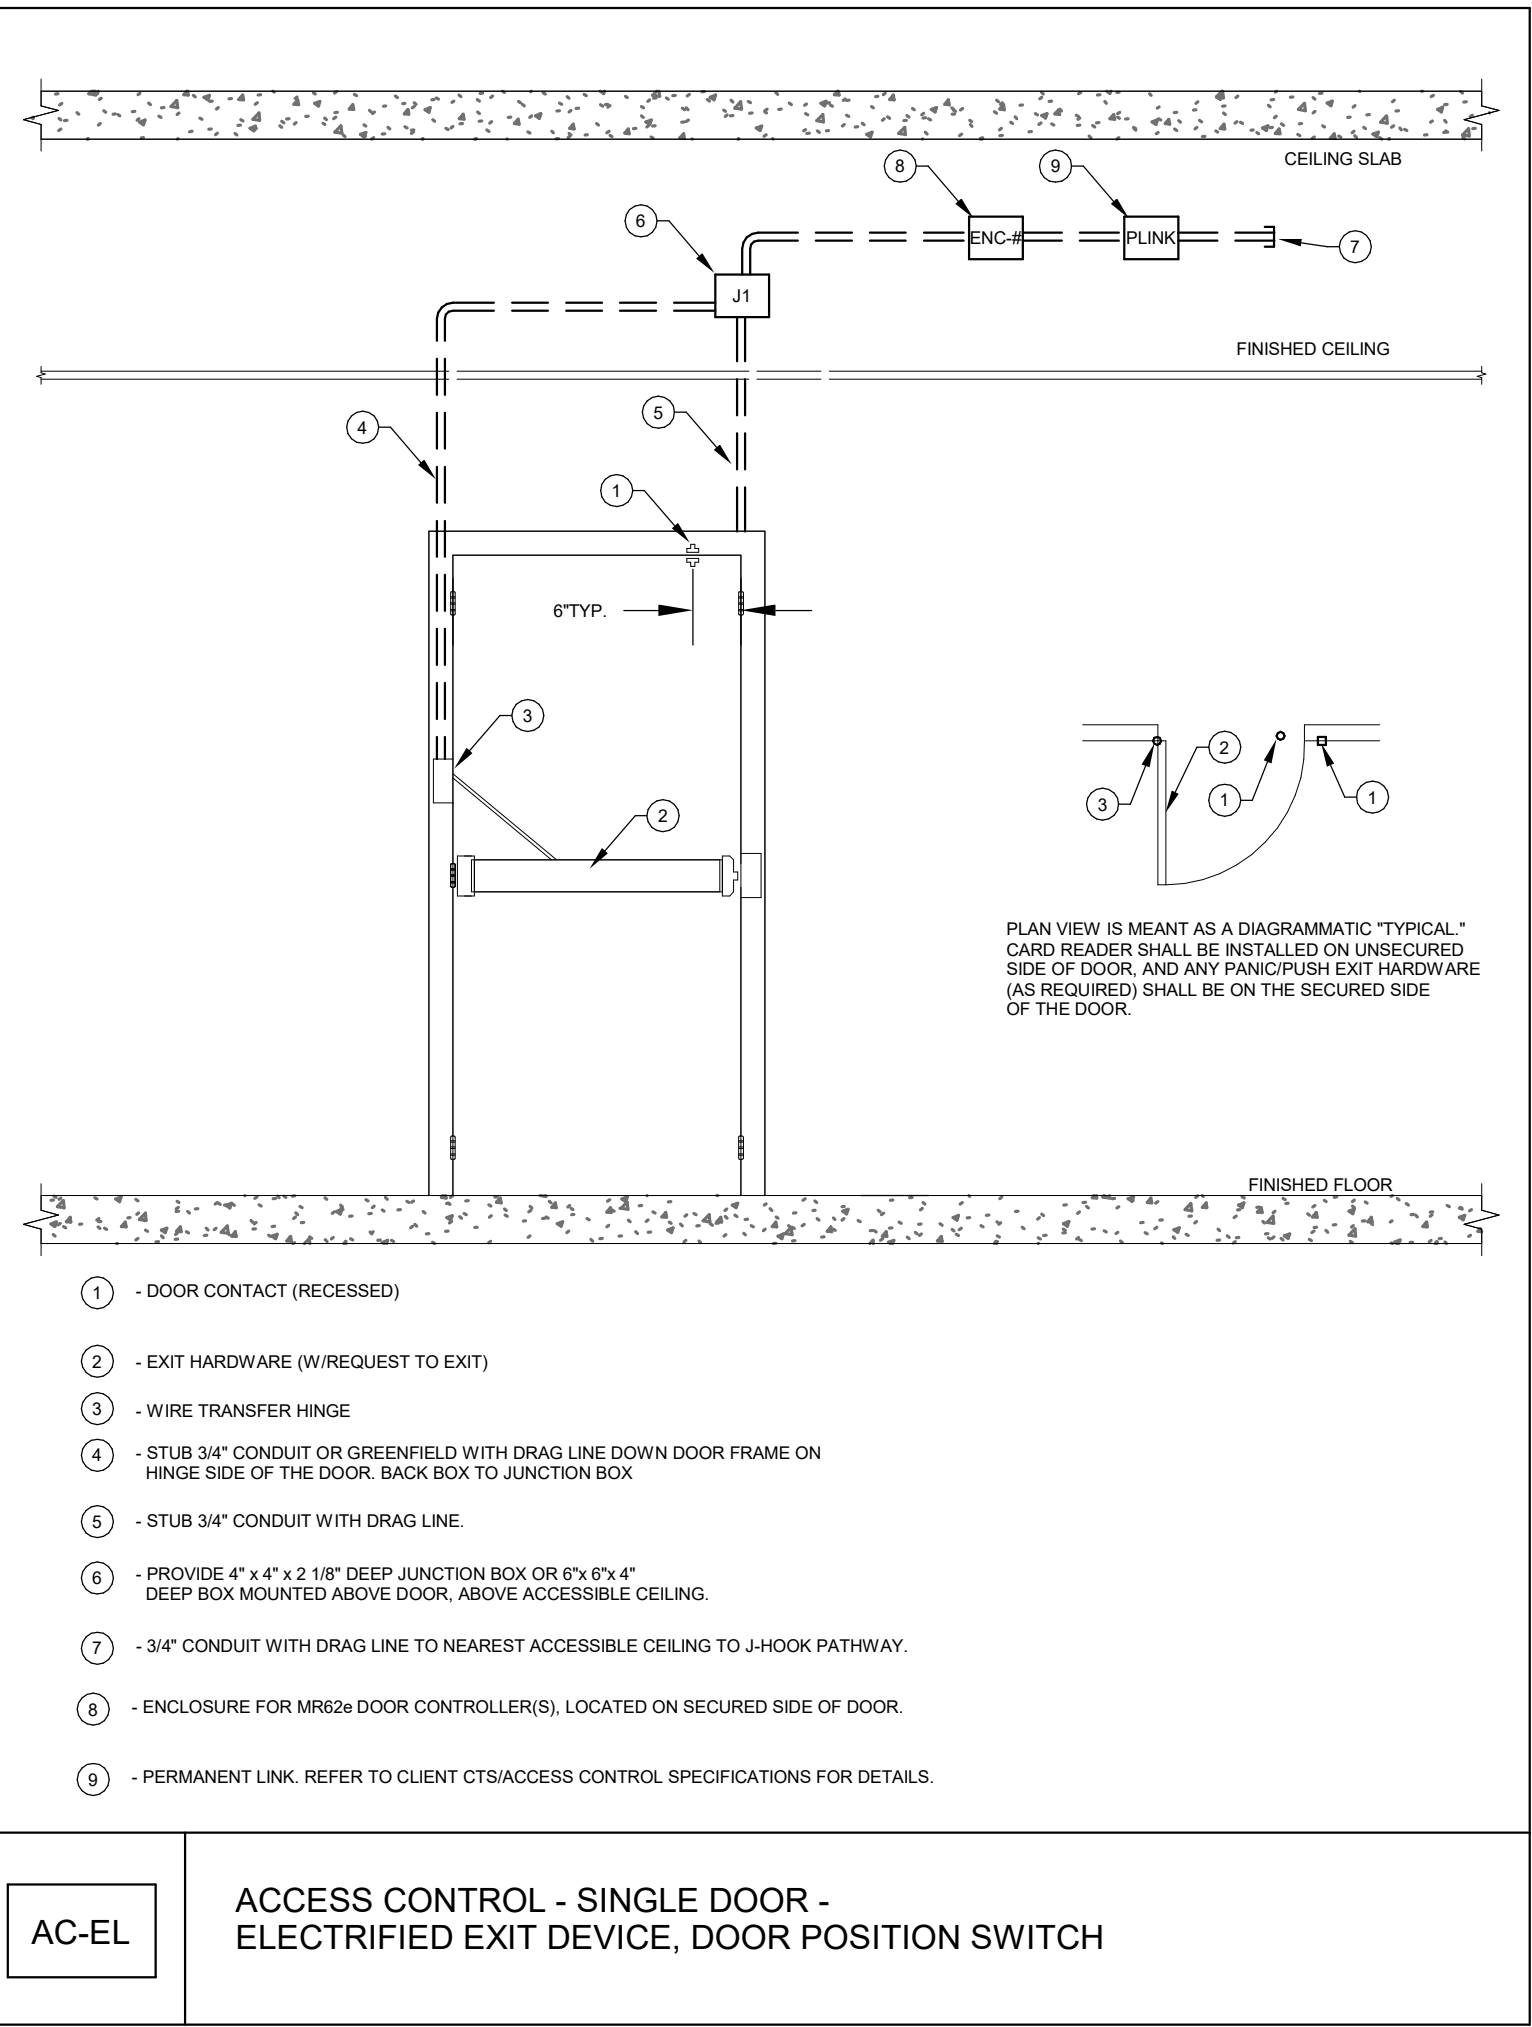 CEILING SLAB
8
9
6
7
ENC-#
PLINK
J1
FINISHED CEILING
4
5
1
6"TYP.
3
2
2
3
1
1
PLAN VIEW IS MEANT AS A DIAGRAMMATIC "TYPICAL."
CARD READER SHALL BE INSTALLED ON UNSECURED
SIDE OF DOOR, AND ANY PANIC/PUSH EXIT HARDWARE
(AS REQUIRED) SHALL BE ON THE SECURED SIDE
OF THE DOOR.
FINISHED FLOOR
1 - DOOR CONTACT (RECESSED)
2 - EXIT HARDWARE (W/REQUEST TO EXIT)
3 - WIRE TRANSFER HINGE
4 - STUB 3/4" CONDUIT OR GREENFIELD WITH DRAG LINE DOWN DOOR FRAME ON
HINGE SIDE OF THE DOOR. BACK BOX TO JUNCTION BOX
5 - STUB 3/4" CONDUIT WITH DRAG LINE.
6 - PROVIDE 4" x 4" x 2 1/8" DEEP JUNCTION BOX OR 6"x 6"x 4"
DEEP BOX MOUNTED ABOVE DOOR, ABOVE ACCESSIBLE CEILING.
7 - 3/4" CONDUIT WITH DRAG LINE TO NEAREST ACCESSIBLE CEILING TO J-HOOK PATHWAY.
8 - ENCLOSURE FOR MR62e DOOR CONTROLLER(S), LOCATED ON SECURED SIDE OF DOOR.
9 - PERMANENT LINK. REFER TO CLIENT CTS/ACCESS CONTROL SPECIFICATIONS FOR DETAILS.
AC-EL
ACCESS CONTROL - SINGLE DOOR -
ELECTRIFIED EXIT DEVICE, DOOR POSITION SWITCH